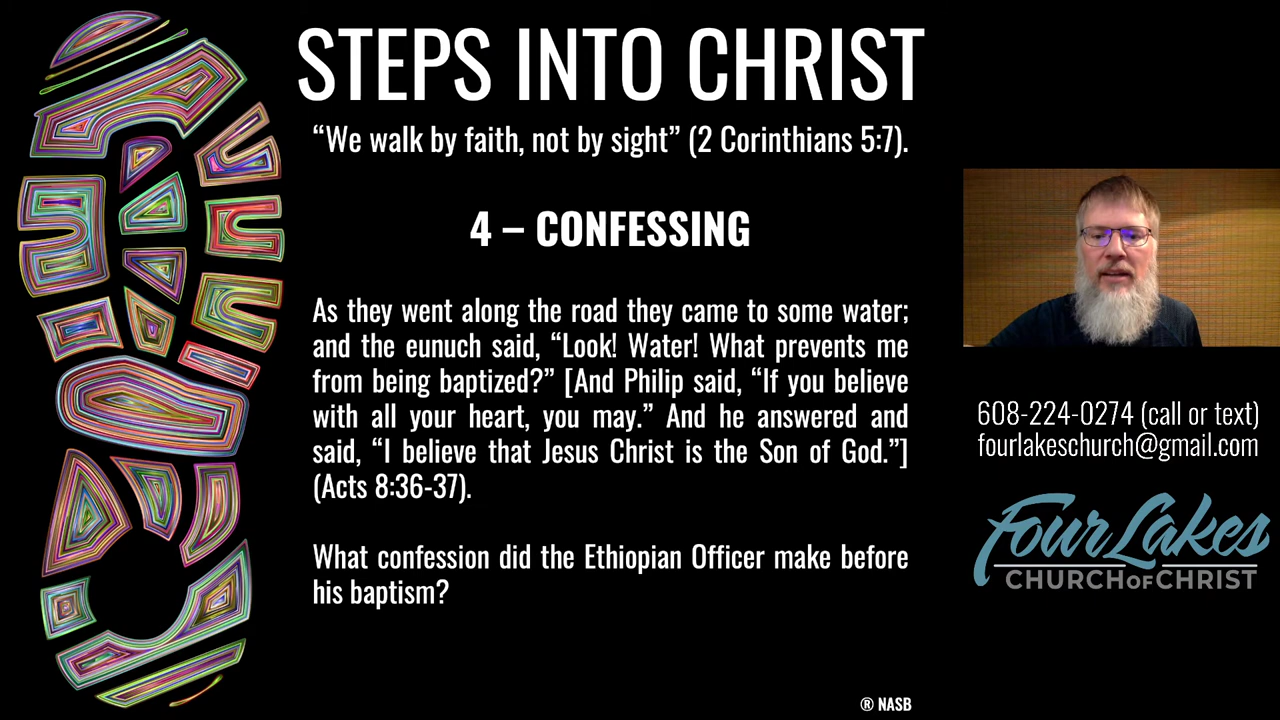 STEPS INTO CHRIST
“We walk by faith, not by sight” (2 Corinthians 5:7).
4 – CONFESSING
As they went along the road they came to some water;
and the eunuch said, “Look! Water! What prevents me
from being baptized?” [And Philip said, “If you believe
with all your heart, you may.” And he answered and
said, “I believe that Jesus Christ is the Son of God.”]
(Acts 8:36-37).
What confession did the Ethiopian Officer make before
his baptism?
® NASB
608-224-0274 (call or text)
fourlakeschurch@gmail.com
Four Lakes
CHURCH OF CHRIST